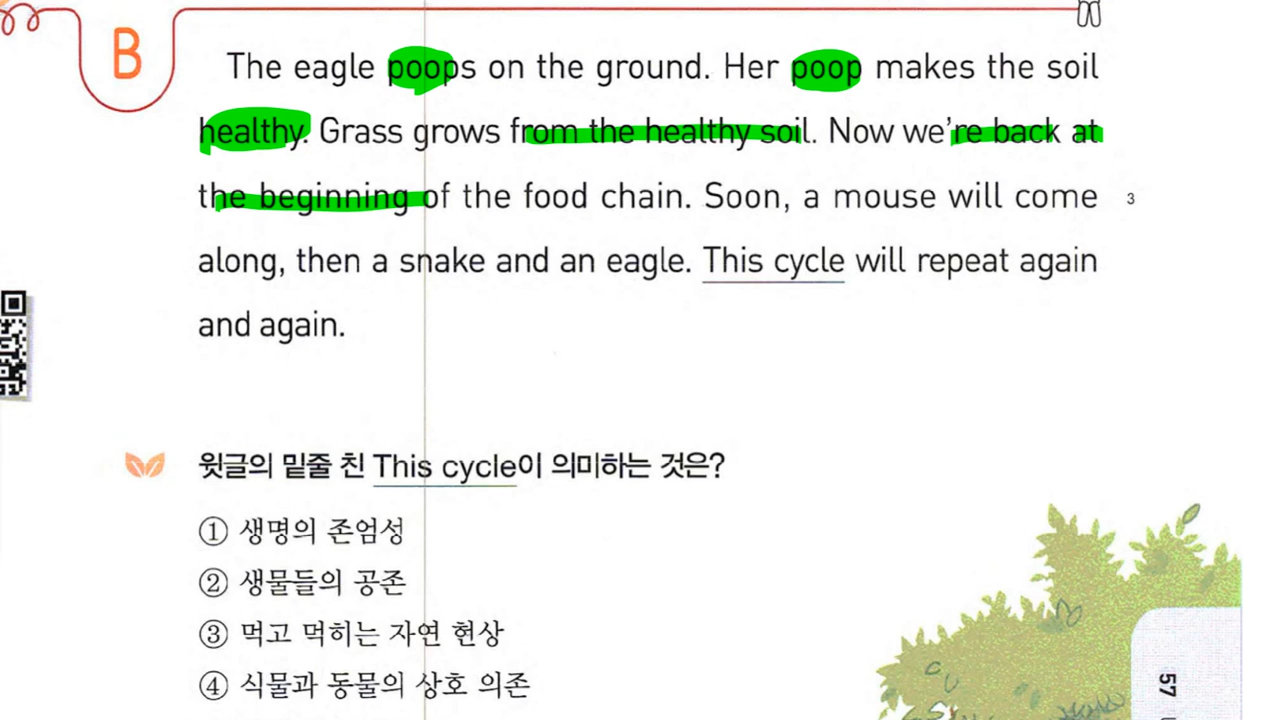 B
The eagle poops on the ground. Her poop makes the soil
healthy. Grass grows from the healthy soil. Now we're back at
the beginning of the food chain. Soon, a mouse will come 3
along, then a snake and an eagle. This cycle will repeat again
and again.
윗글의 밑줄 친 This cycle이 의미하는 것은?
① 생명의 존엄성
② 생물들의 공존
③ 먹고 먹히는 자연 현상
④ 식물과 동물의 상호 의존
57